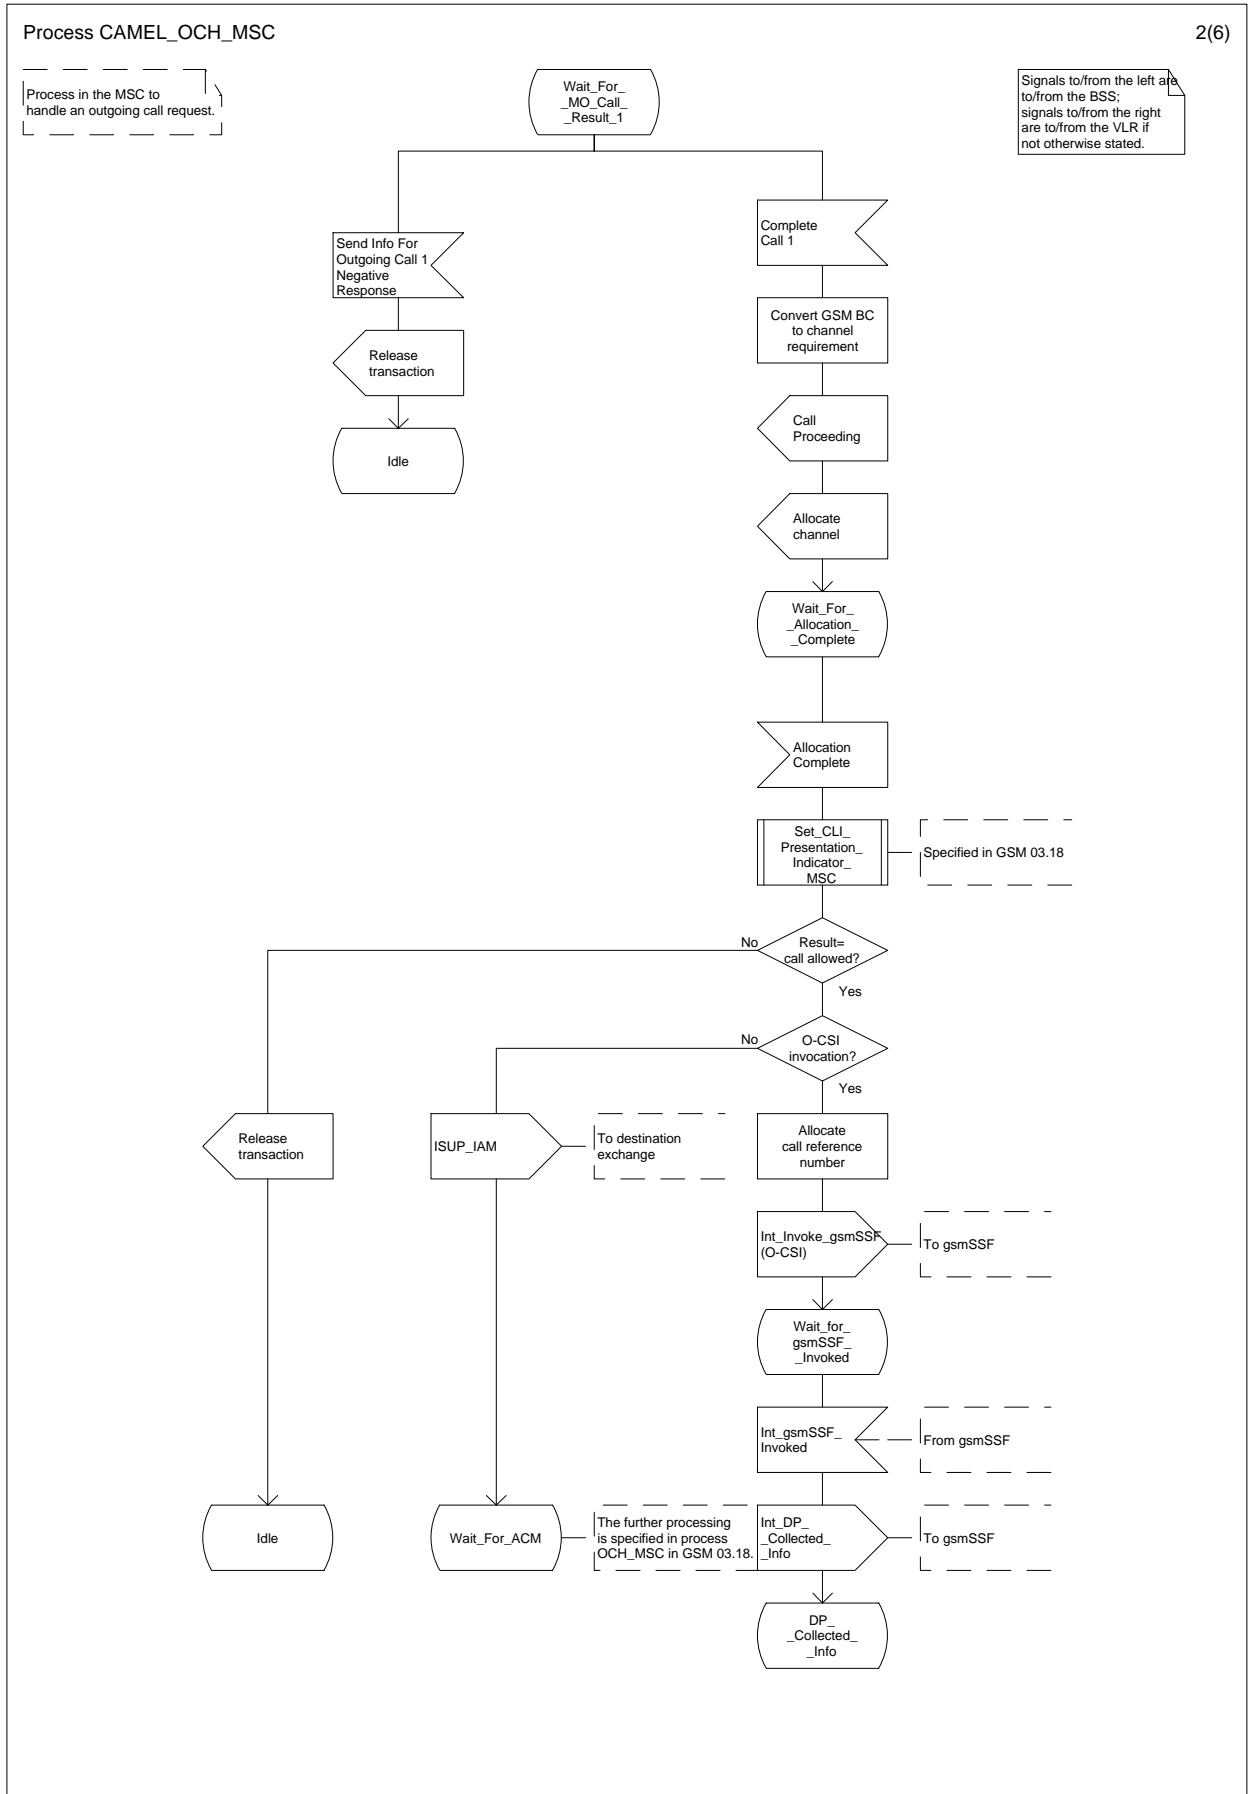 Process CAMEL_OCH_MSC
2(6)
Process in the MSC to
handle an outgoing call request.
Wait_For_
_MO_Call_
_Result_1
Signals to/from the left are
to/from the BSS;
signals to/from the right
are to/from the VLR if
not otherwise stated.
Send Info For
Outgoing Call 1
Negative
Response
Release
transaction
Idle
Complete
Call 1
Convert GSM BC
to channel
requirement
Call
Proceeding
Allocate
channel
Wait_For_
_Allocation_
_Complete
Allocation
Complete
Set_CLI_
Presentation_
Indicator_
MSC
Specified in GSM 03.18
No
Result=
call allowed?
Yes
No
O-CSI
invocation?
Yes
Release
transaction
ISUP_IAM
To destination
exchange
Allocate
call reference
number
Int_Invoke_gsmSSF
(O-CSI)
To gsmSSF
Wait_for_
gsmSSF_
_Invoked
Int_gsmSSF_
Invoked
From gsmSSF
Idle
Wait_For_ACM
The further processing
is specified in process
OCH_MSC in GSM 03.18.
Int_DP_
_Collected_
_Info
To gsmSSF
DP_
_Collected_
_Info